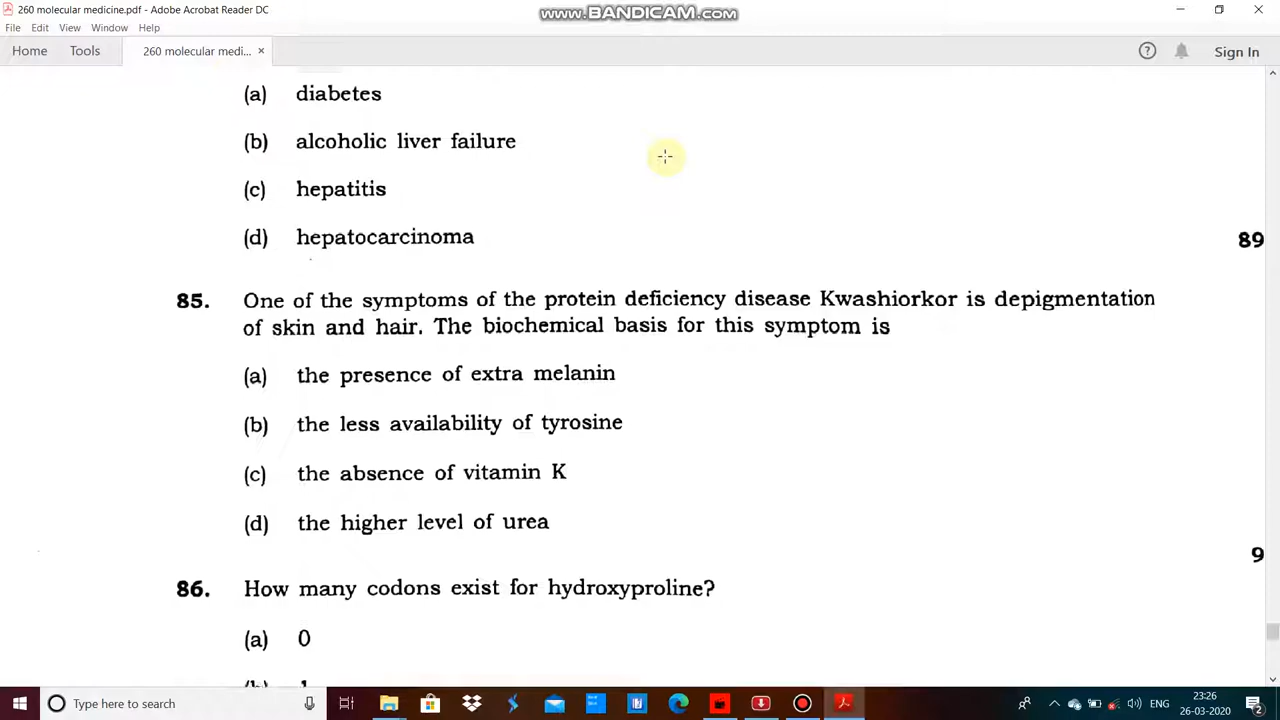 260 molecular medicine.pdf - Adobe Acrobat Reader DC
www.BANDICAM.com
File Edit View Window Help
Home Tools 260 molecular medi... × Sign In
(a) diabetes
(b) alcoholic liver failure
(c) hepatitis
(d) hepatocarcinoma
89
85. One of the symptoms of the protein deficiency disease Kwashiorkor is depigmentation
of skin and hair. The biochemical basis for this symptom is
(a) the presence of extra melanin
(b) the less availability of tyrosine
(c) the absence of vitamin K
(d) the higher level of urea
9
86. How many codons exist for hydroxyproline?
(a) 0
Type here to search
ENG
23:26
26-03-2020
2